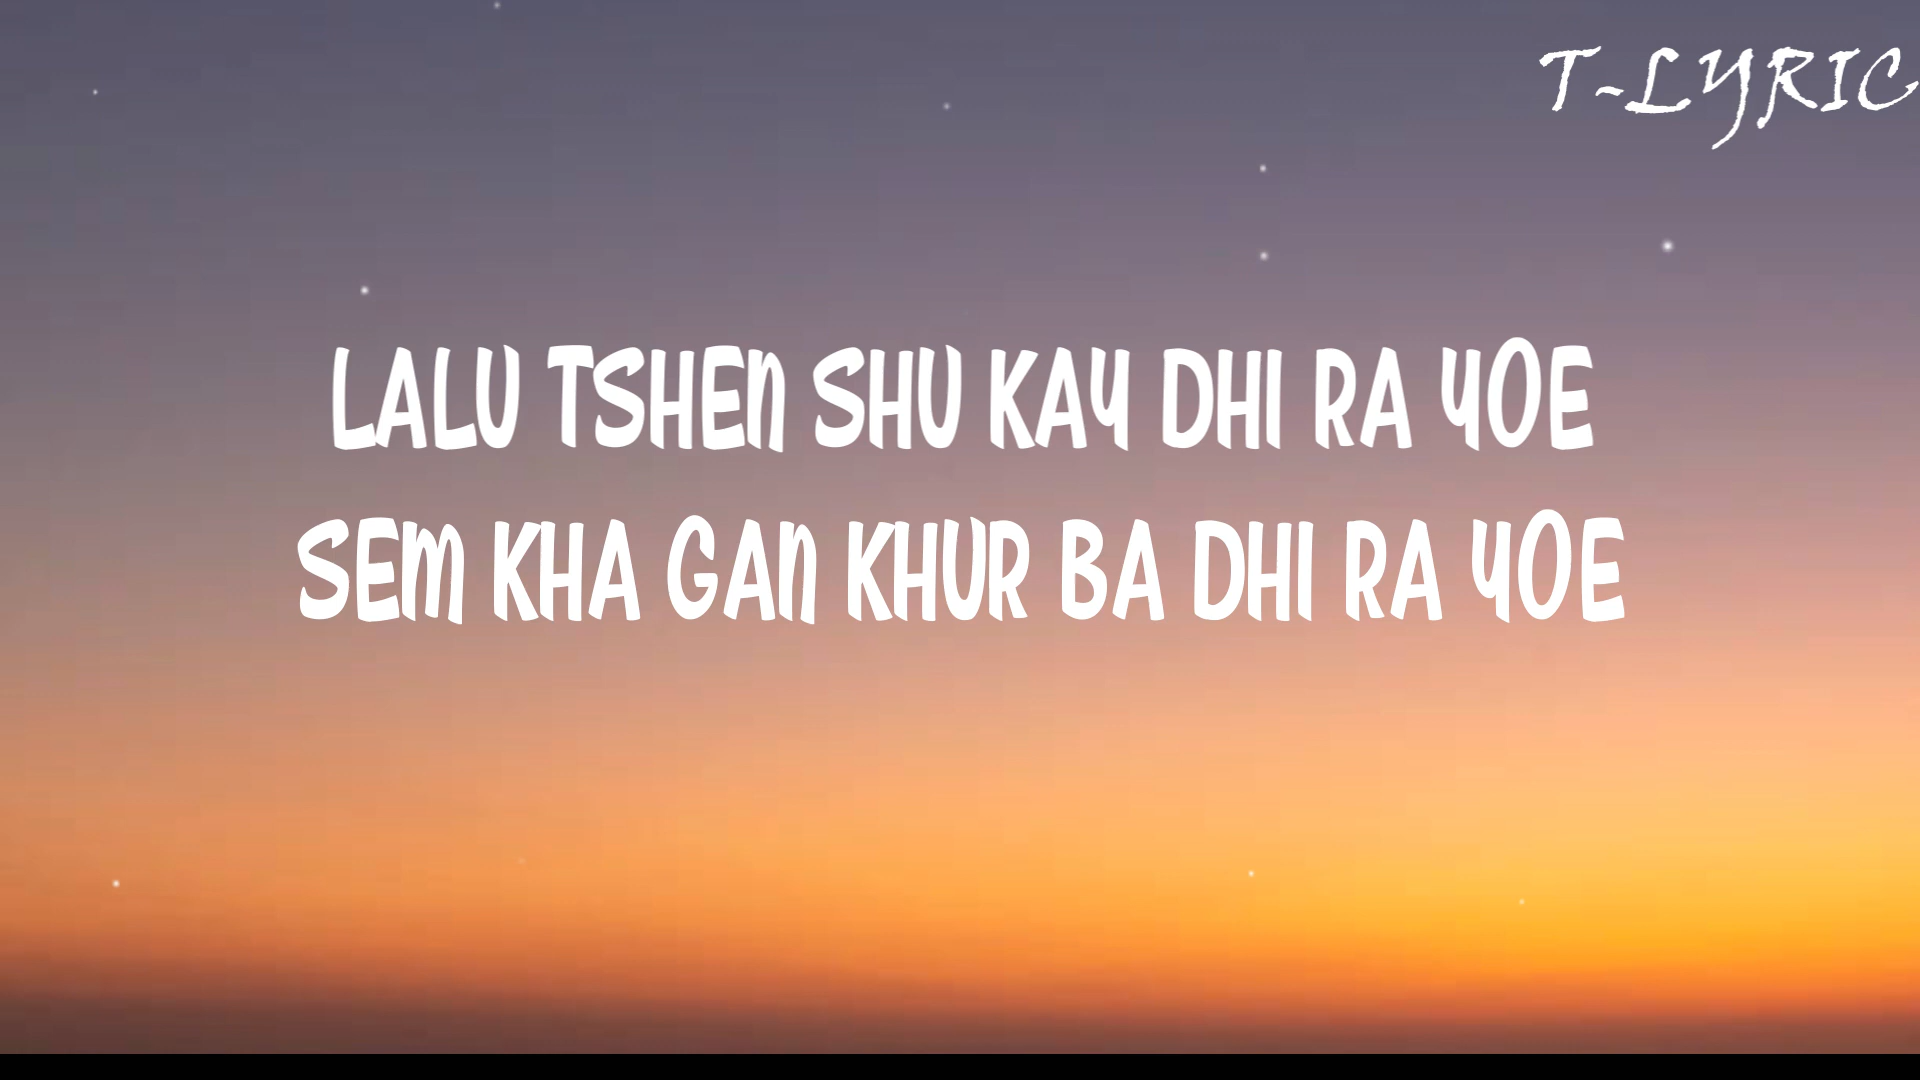 T-LYRIC
LALU TSHEN SHU KAY DHI RA YOE
SEM KHA GAN KHUR BA DHI RA YOE